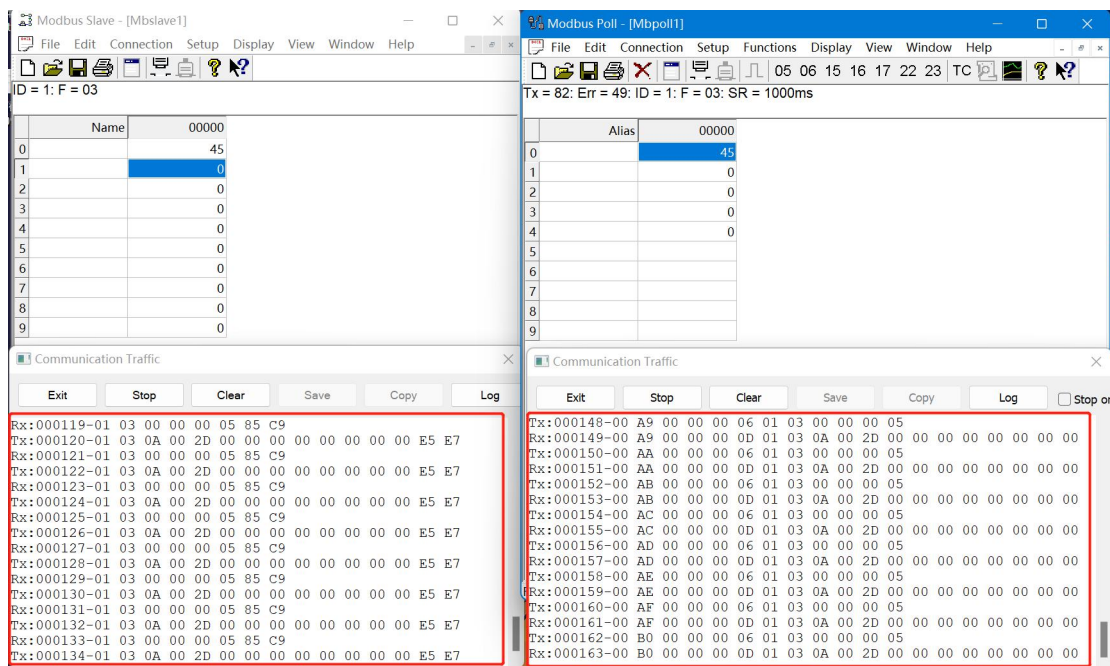 Modbus Slave - [Mbslave1]
File Edit Connection Setup Display View Window Help
ID = 1: F = 03
Name 00000
0 45
1 0
2 0
3 0
4 0
5 0
6 0
7 0
8 0
9 0
Communication Traffic
Exit Stop Clear Save Copy Log
Rx:000119-01 03 00 00 00 05 85 C9
Tx:000120-01 03 0A 00 2D 00 00 00 00 00 00 00 00 E5 E7
Rx:000121-01 03 00 00 00 05 85 C9
Tx:000122-01 03 0A 00 2D 00 00 00 00 00 00 00 00 E5 E7
Rx:000123-01 03 00 00 00 05 85 C9
Tx:000124-01 03 0A 00 2D 00 00 00 00 00 00 00 00 E5 E7
Rx:000125-01 03 00 00 00 05 85 C9
Tx:000126-01 03 0A 00 2D 00 00 00 00 00 00 00 00 E5 E7
Rx:000127-01 03 00 00 00 05 85 C9
Tx:000128-01 03 0A 00 2D 00 00 00 00 00 00 00 00 E5 E7
Rx:000129-01 03 00 00 00 05 85 C9
Tx:000130-01 03 0A 00 2D 00 00 00 00 00 00 00 00 E5 E7
Rx:000131-01 03 00 00 00 05 85 C9
Tx:000132-01 03 0A 00 2D 00 00 00 00 00 00 00 00 E5 E7
Rx:000133-01 03 00 00 00 05 85 C9
Tx:000134-01 03 0A 00 2D 00 00 00 00 00 00 00 00 E5 E7
Modbus Poll - [Mbpoll1]
File Edit Connection Setup Functions Display View Window Help
05 06 15 16 17 22 23 TC
Tx = 82: Err = 49: ID = 1: F = 03: SR = 1000ms
Alias 00000
0 45
1 0
2 0
3 0
4 0
5
6
7
8
9
Communication Traffic
Exit Stop Clear Save Copy Log Stop or
Tx:000148-00 A9 00 00 00 06 01 03 00 00 00 05
Rx:000149-00 A9 00 00 00 0D 01 03 0A 00 2D 00 00 00 00 00 00 00 00
Tx:000150-00 AA 00 00 00 06 01 03 00 00 00 05
Rx:000151-00 AA 00 00 00 0D 01 03 0A 00 2D 00 00 00 00 00 00 00 00
Tx:000152-00 AB 00 00 00 06 01 03 00 00 00 05
Rx:000153-00 AB 00 00 00 0D 01 03 0A 00 2D 00 00 00 00 00 00 00 00
Tx:000154-00 AC 00 00 00 06 01 03 00 00 00 05
Rx:000155-00 AC 00 00 00 0D 01 03 0A 00 2D 00 00 00 00 00 00 00 00
Tx:000156-00 AD 00 00 00 06 01 03 00 00 00 05
Rx:000157-00 AD 00 00 00 0D 01 03 0A 00 2D 00 00 00 00 00 00 00 00
Tx:000158-00 AE 00 00 00 06 01 03 00 00 00 05
Rx:000159-00 AE 00 00 00 0D 01 03 0A 00 2D 00 00 00 00 00 00 00 00
Tx:000160-00 AF 00 00 00 06 01 03 00 00 00 05
Rx:000161-00 AF 00 00 00 0D 01 03 0A 00 2D 00 00 00 00 00 00 00 00
Tx:000162-00 B0 00 00 00 06 01 03 00 00 00 05
Rx:000163-00 B0 00 00 00 0D 01 03 0A 00 2D 00 00 00 00 00 00 00 00